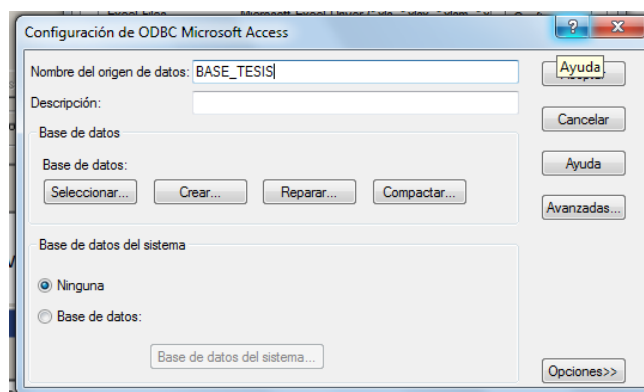 Excel Files
Configuración de ODBC Microsoft Access
?
X
Nombre del origen de datos: BASE_TESIS
Ayuda
Descripción:
Cancelar
Base de datos
Base de datos:
Ayuda
Seleccionar...
Crear...
Reparar...
Compactar...
Avanzadas...
Base de datos del sistema
Ninguna
Base de datos:
Base de datos del sistema...
Opciones>>